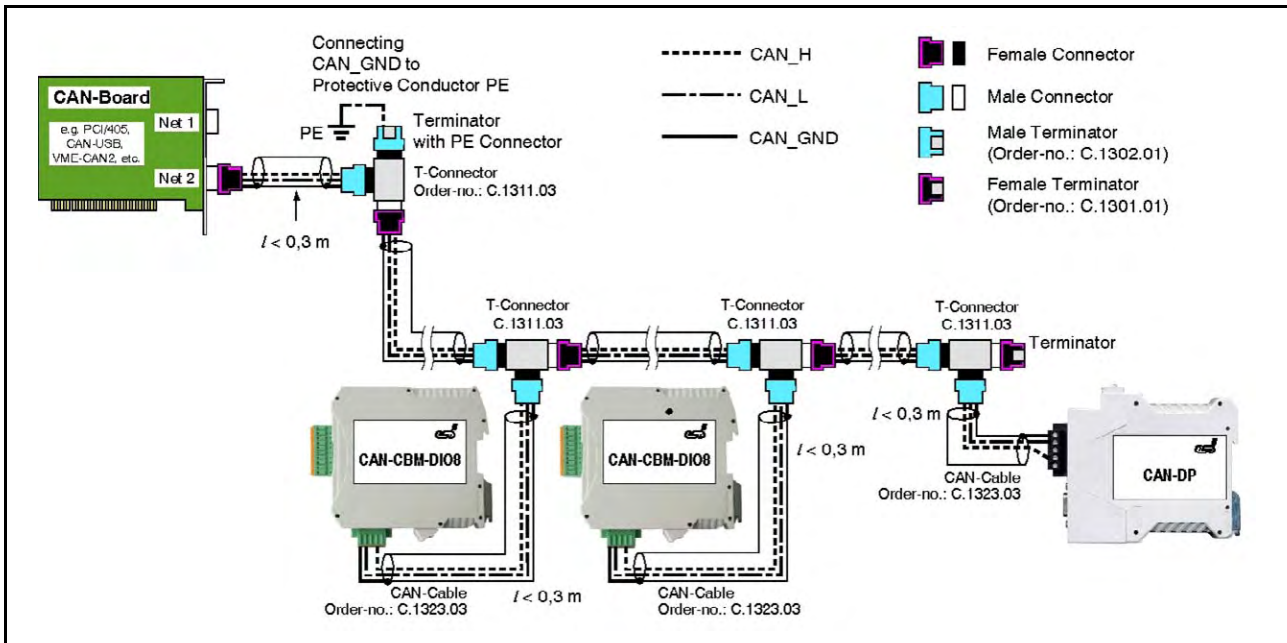 Connecting
CAN_GND to
Protective Conductor PE
CAN-Board
e.g. PCI/405,
CAN-USB,
VME-CAN2, etc.
Net 1
Net 2
PE
Terminator
with PE Connector
T-Connector
Order-no.: C.1311.03
l < 0,3 m
CAN_H
CAN_L
CAN_GND
Female Connector
Male Connector
Male Terminator
(Order-no.: C.1302.01)
Female Terminator
(Order-no.: C.1301.01)
T-Connector
C.1311.03
T-Connector
C.1311.03
T-Connector
C.1311.03
Terminator
CAN-CBM-DIO8
CAN-Cable
Order-no.: C.1323.03
l < 0,3 m
CAN-CBM-DIO8
CAN-Cable
Order-no.: C.1323.03
l < 0,3 m
l < 0,3 m
CAN-Cable
Order-no.: C.1323.03
CAN-DP